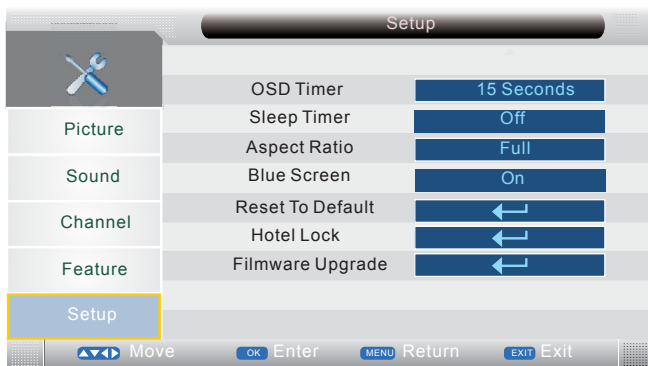 Setup
OSD Timer 15 Seconds
Sleep Timer Off
Picture
Aspect Ratio Full
Sound
Blue Screen On
Reset To Default
Channel
Hotel Lock
Feature
Filmware Upgrade
Setup
Move OK Enter MENU Return EXIT Exit